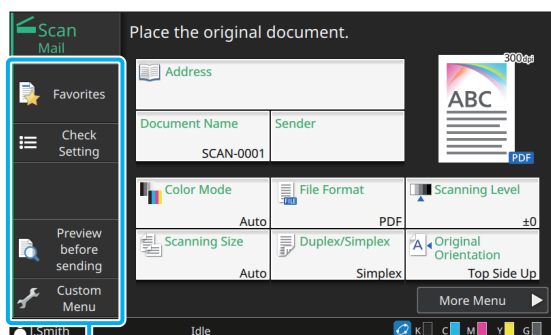 Scan
Mail
Place the original document.
Favorites
Check
Setting
Preview
before
sending
Custom
Menu
Address
Document Name
SCAN-0001
Sender
300dpi
ABC
PDF
Color Mode
Auto
File Format
FILE
PDF
Scanning Level
±0
Scanning Size
Auto
Duplex/Simplex
Simplex
A
Original
Orientation
Top Side Up
More Menu
J.Smith
Idle
K C M Y G